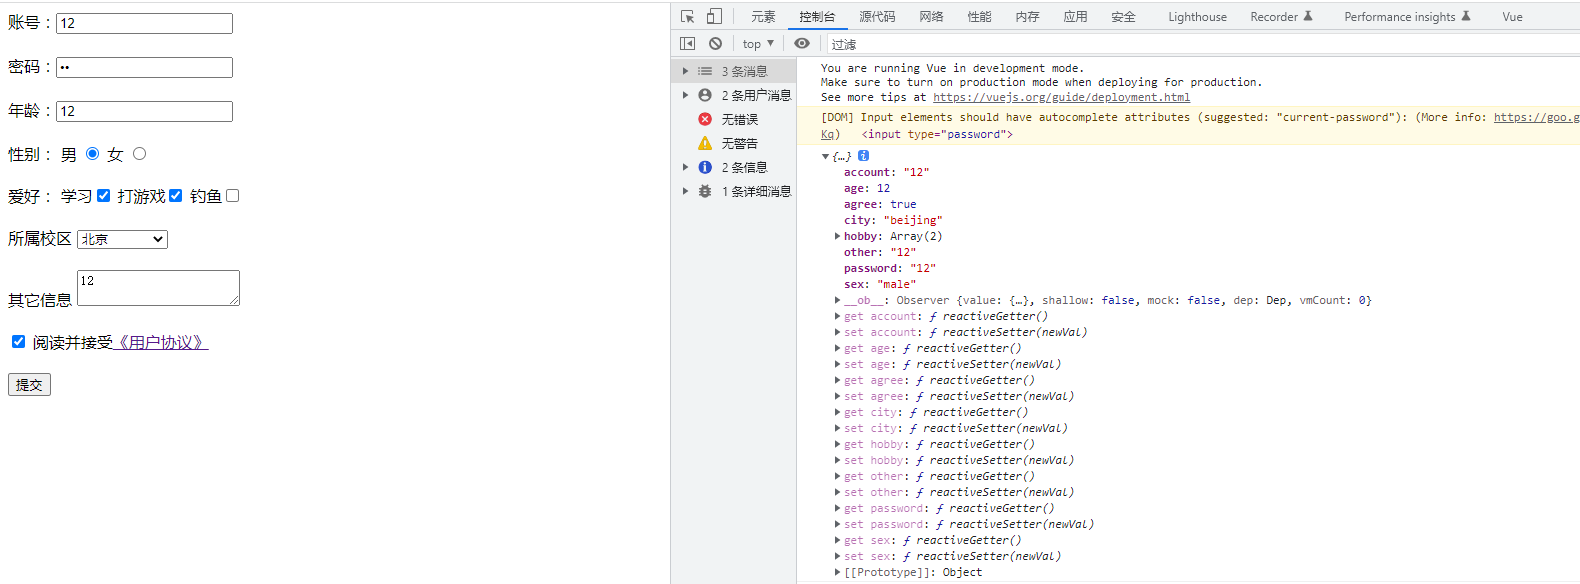 账号：12
密码：••
年龄：12
性别： 男 女
爱好： 学习 打游戏 钓鱼
所属校区 北京
其它信息 12
阅读并接受《用户协议》
提交
元素 控制台 源代码 网络 性能 内存 应用 安全 Lighthouse Recorder Performance insights Vue
top 过滤
3 条消息
2 条用户消息
无错误
无警告
2 条信息
1 条详细消息
You are running Vue in development mode.
Make sure to turn on production mode when deploying for production.
See more tips at https://vuejs.org/guide/deployment.html
[DOM] Input elements should have autocomplete attributes (suggested: "current-password"): (More info: https://goo.g
Kq) <input type="password">
{…}
account: "12"
age: 12
agree: true
city: "beijing"
hobby: Array(2)
other: "12"
password: "12"
sex: "male"
__ob__: Observer {value: {…}, shallow: false, mock: false, dep: Dep, vmCount: 0}
get account: ƒ reactiveGetter()
set account: ƒ reactiveSetter(newVal)
get age: ƒ reactiveGetter()
set age: ƒ reactiveSetter(newVal)
get agree: ƒ reactiveGetter()
set agree: ƒ reactiveSetter(newVal)
get city: ƒ reactiveGetter()
set city: ƒ reactiveSetter(newVal)
get hobby: ƒ reactiveGetter()
set hobby: ƒ reactiveSetter(newVal)
get other: ƒ reactiveGetter()
set other: ƒ reactiveSetter(newVal)
get password: ƒ reactiveGetter()
set password: ƒ reactiveSetter(newVal)
get sex: ƒ reactiveGetter()
set sex: ƒ reactiveSetter(newVal)
[[Prototype]]: Object